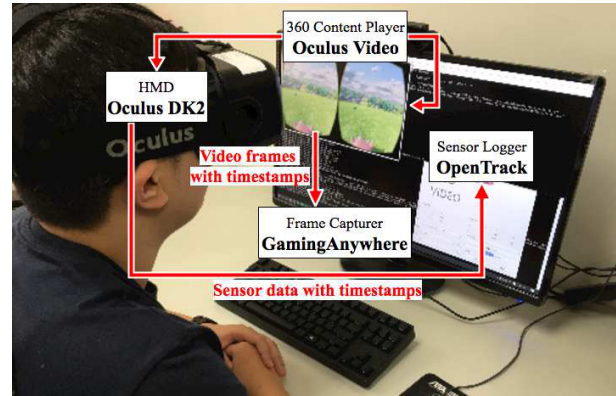 360 Content Player
Oculus Video
HMD
Oculus DK2
Oculus
Video frames
with timestamps
Sensor Logger
OpenTrack
Frame Capturer
GamingAnywhere
Sensor data with timestamps